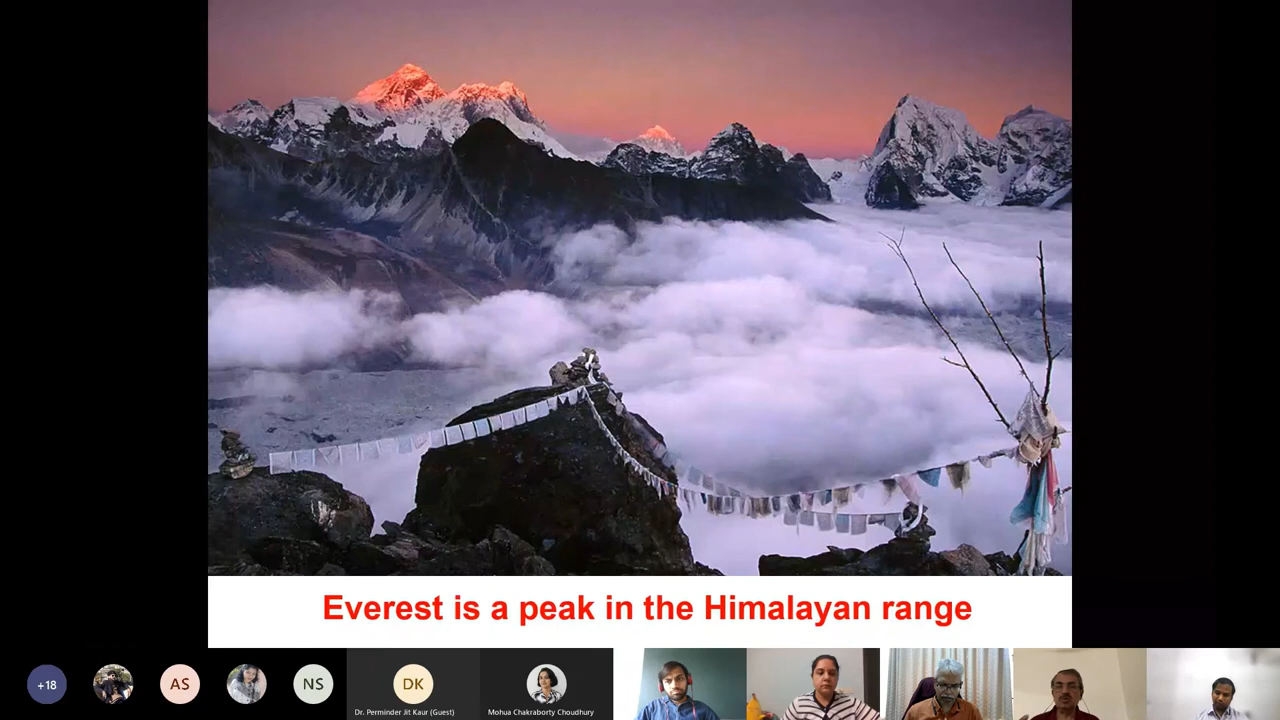 Everest is a peak in the Himalayan range
+18
AS
NS
DK
Dr. Perminder Jit Kaur (Guest)
Mohua Chakraborty Choudhury